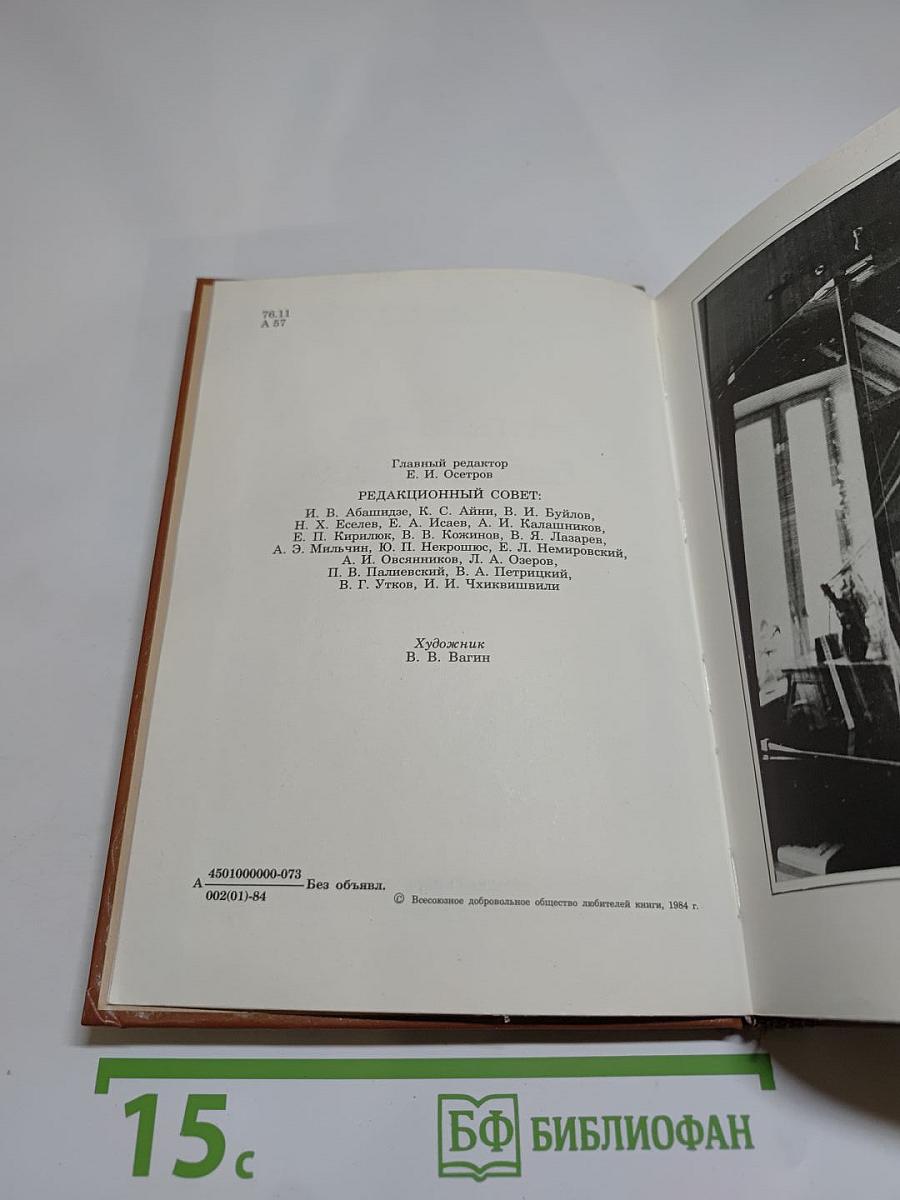 76.11
А 57
Главный редактор
Е. И. Осетров
РЕДАКЦИОННЫЙ СОВЕТ:
И. В. Абашидзе, К. С. Айни, В. И. Буйлов,
Н. Х. Еселев, Е. А. Исаев, А. И. Калашников,
Е. П. Кирилюк, В. В. Кожинов, В. Я. Лазарев,
А. Э. Мильчин, Ю. П. Некрошюс, Е. Л. Немировский,
А. И. Овсянников, Л. А. Озеров,
П. В. Палиевский, В. А. Петрицкий,
В. Г. Утков, И. И. Чхиквишвили
Художник
В. В. Вагин
4501000000-073
А Без объявл.
002(01)-84
© Всесоюзное добровольное общество любителей книги, 1984 г.
15 с
БФ БИБЛИОФАН